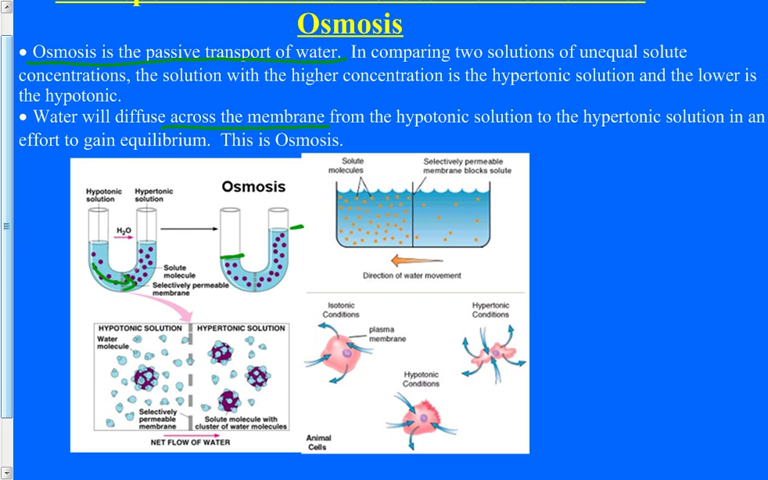 Osmosis
• Osmosis is the passive transport of water. In comparing two solutions of unequal solute
concentrations, the solution with the higher concentration is the hypertonic solution and the lower is
the hypotonic.
• Water will diffuse across the membrane from the hypotonic solution to the hypertonic solution in an
effort to gain equilibrium. This is Osmosis.
Hypotonic
solution
Hypertonic
solution
Osmosis
H2O
Solute
molecule
Selectively permeable
membrane
HYPOTONIC SOLUTION
HYPERTONIC SOLUTION
Water
molecule
Selectively
permeable
membrane
Solute molecule with
cluster of water molecules
NET FLOW OF WATER
Solute
molecules
Selectively permeable
membrane blocks solute
Direction of water movement
Isotonic
Conditions
plasma
membrane
Hypertonic
Conditions
Hypotonic
Conditions
Animal
Cells